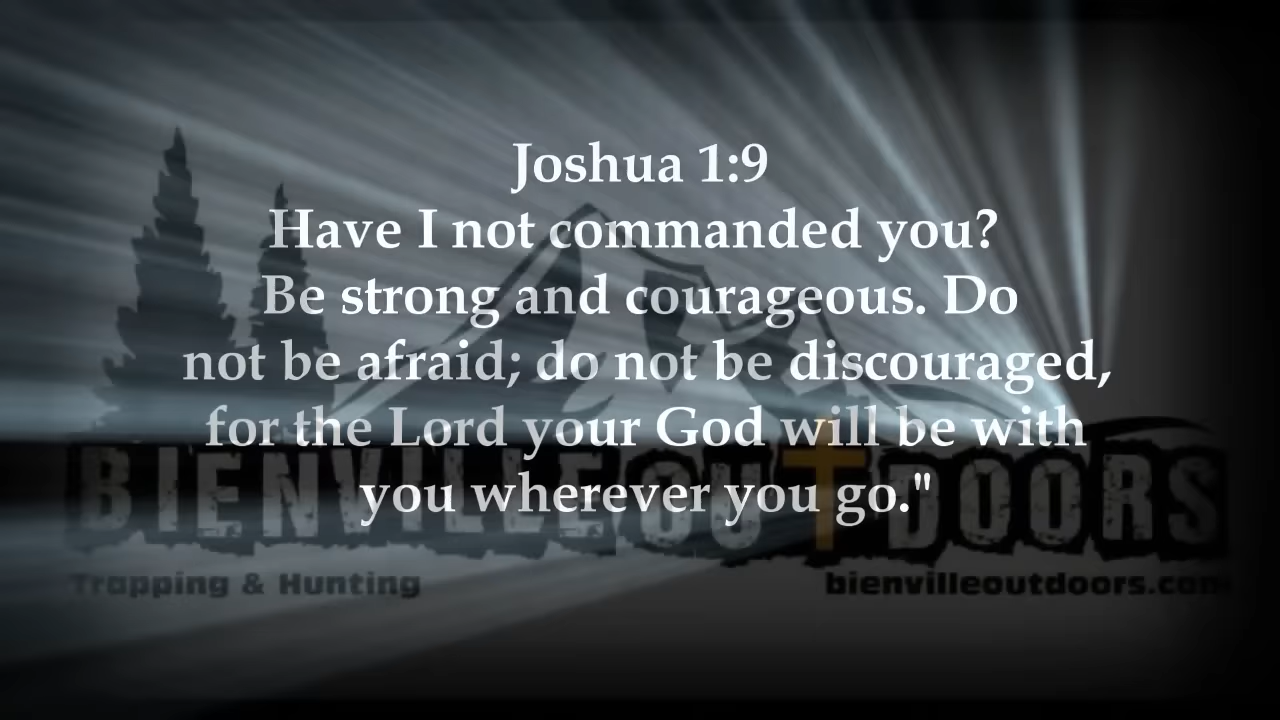 Joshua 1:9
Have I not commanded you?
Be strong and courageous. Do
not be afraid; do not be discouraged,
for the Lord your God will be with
you wherever you go."
BIENVILLE OUTDOORS
Trapping & Hunting
bienvilleoutdoors.com